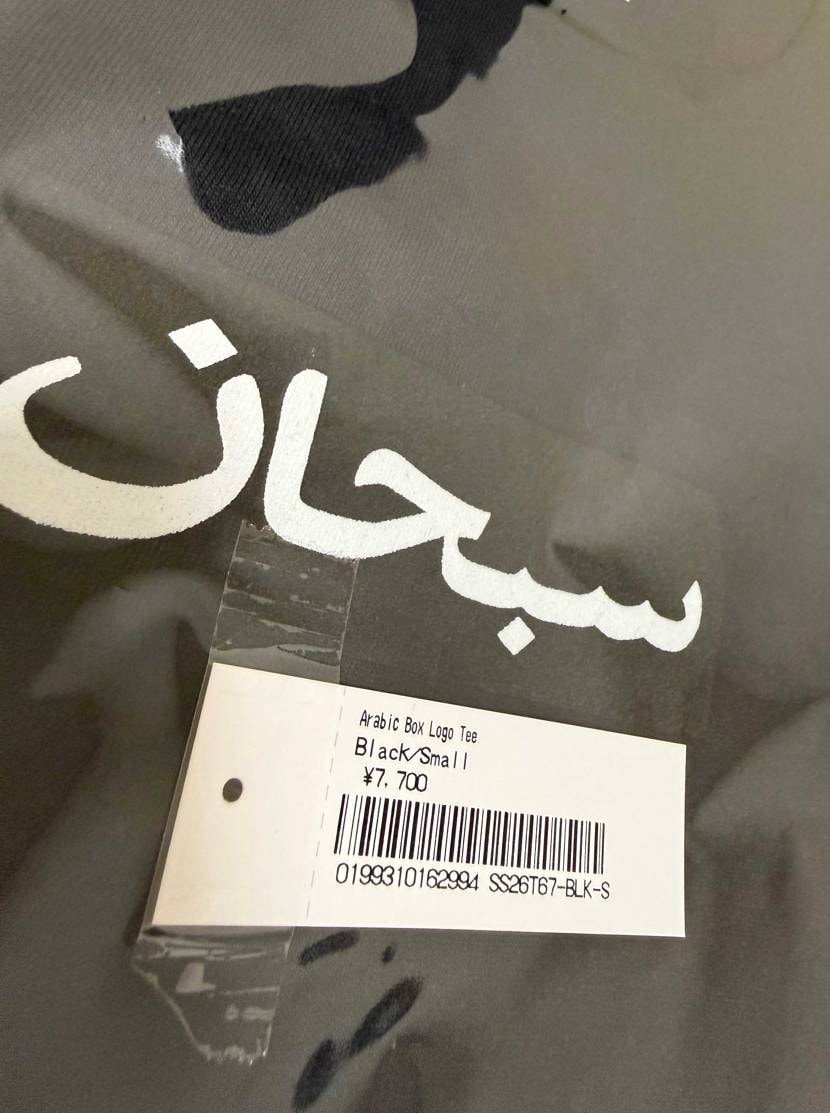 سبحان
Arabic Box Logo Tee
Black/Small
¥7,700
0199310162994 SS26T67-BLK-S